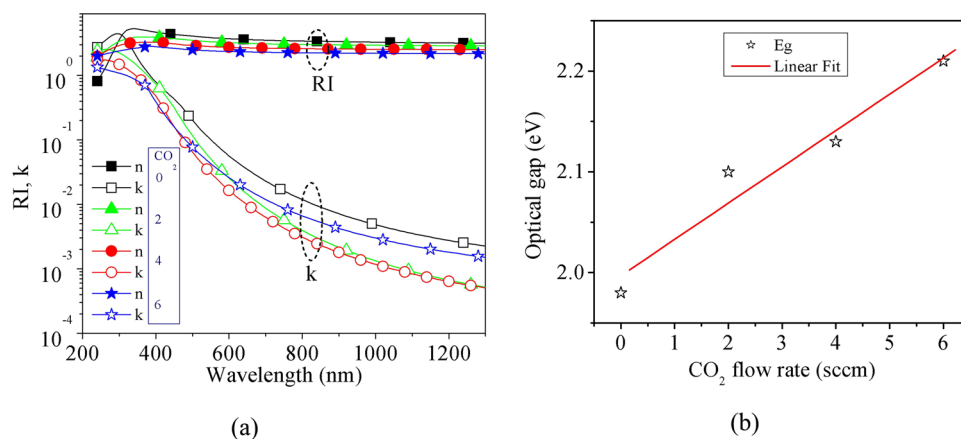 (a)
RI, k
10^0
10^-1
10^-2
10^-3
10^-4
200 400 600 800 1000 1200
Wavelength (nm)
RI
k
CO2
n
k 0
n
k 2
n
k 4
n
k 6
(a)
Optical gap (eV)
2.2
2.1
2.0
Eg
Linear Fit
0 1 2 3 4 5 6
CO2 flow rate (sccm)
(b)